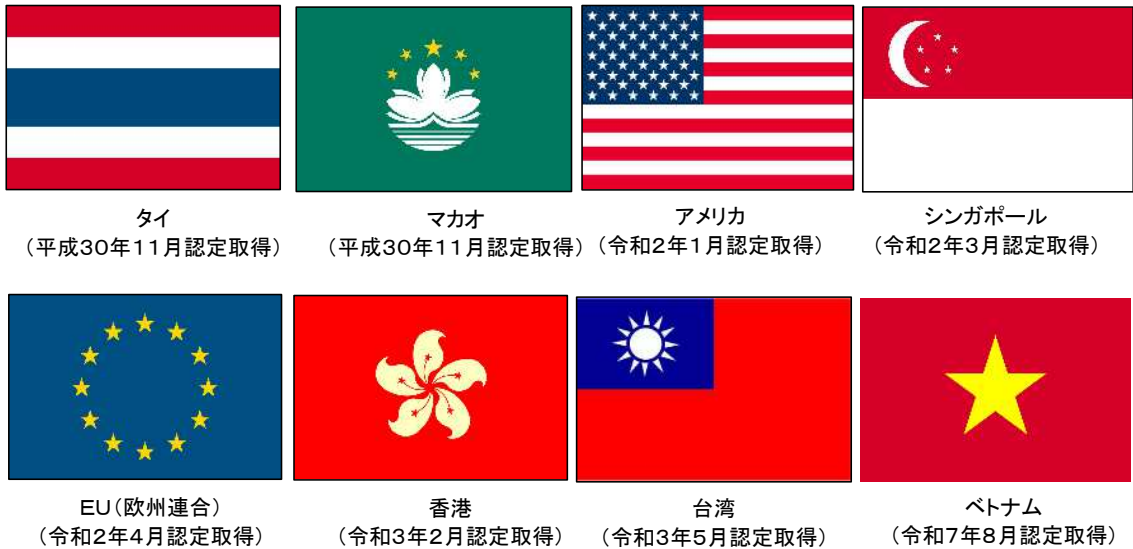 タイ
（平成30年11月認定取得）
マカオ
（平成30年11月認定取得）
アメリカ
（令和2年1月認定取得）
シンガポール
（令和2年3月認定取得）
EU（欧州連合）
（令和2年4月認定取得）
香港
（令和3年2月認定取得）
台湾
（令和3年5月認定取得）
ベトナム
（令和7年8月認定取得）